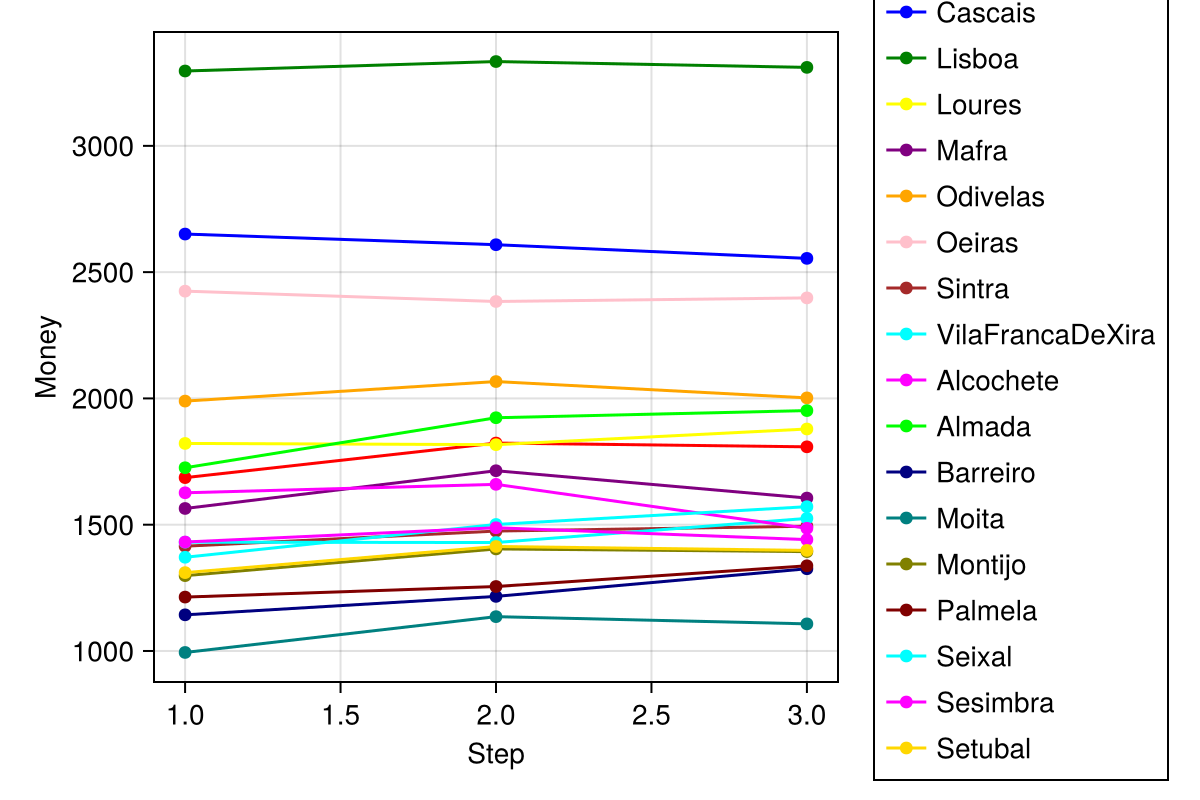 Cascais
Lisboa
Loures
Mafra
Odivelas
Oeiras
Sintra
VilaFrancaDeXira
Alcochete
Almada
Barreiro
Moita
Montijo
Palmela
Seixal
Sesimbra
Setubal
3000
2500
2000
1500
1000
Money
1.0 1.5 2.0 2.5 3.0
Step